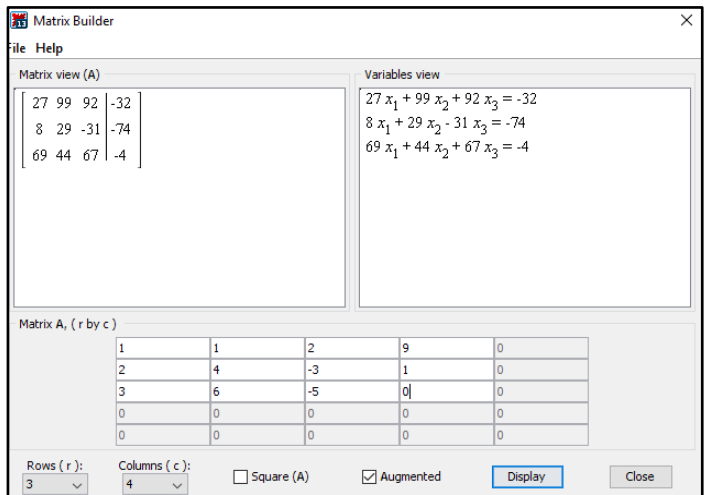 Matrix Builder
File Help
Matrix view (A)
27 99 92 -32
8 29 -31 -74
69 44 67 -4
Variables view
27 x1 + 99 x2 + 92 x3 = -32
8 x1 + 29 x2 - 31 x3 = -74
69 x1 + 44 x2 + 67 x3 = -4
Matrix A, ( r by c )
1 1 2 9 0
2 4 -3 1 0
3 6 -5 0 0
0 0 0 0 0
0 0 0 0 0
Rows ( r ): Columns ( c ):
3 4 Square (A) Augmented Display Close